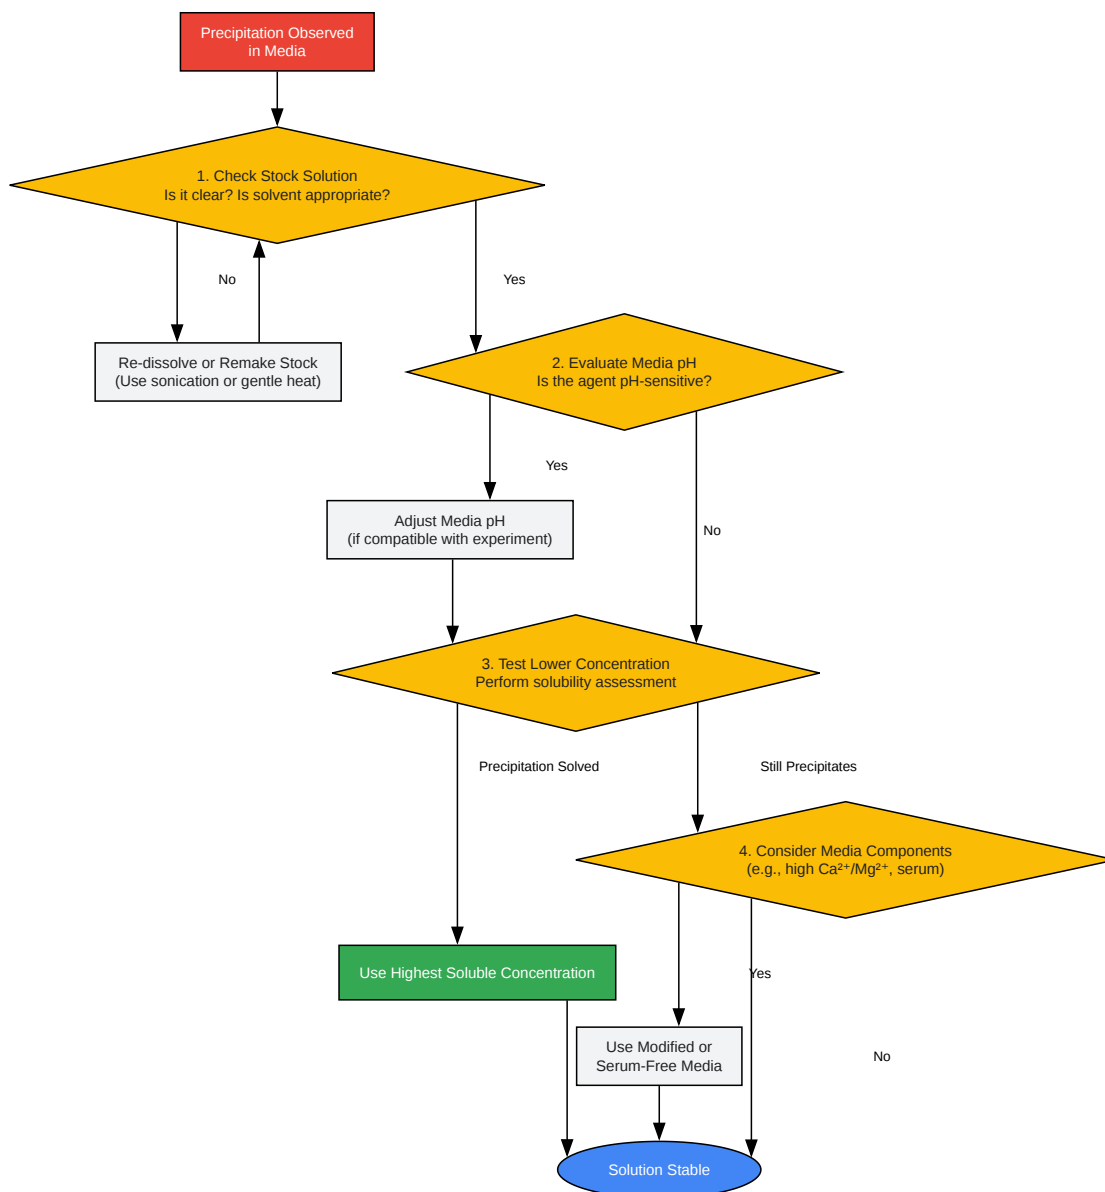 Precipitation Observed
in Media
1. Check Stock Solution
Is it clear? Is solvent appropriate?
No
Yes
Re-dissolve or Remake Stock
(Use sonication or gentle heat)
2. Evaluate Media pH
Is the agent pH-sensitive?
Yes
Adjust Media pH
(if compatible with experiment)
No
3. Test Lower Concentration
Perform solubility assessment
Precipitation Solved
Still Precipitates
4. Consider Media Components
(e.g., high Ca²⁺/Mg²⁺, serum)
Use Highest Soluble Concentration
Yes
Use Modified or
Serum-Free Media
No
Solution Stable